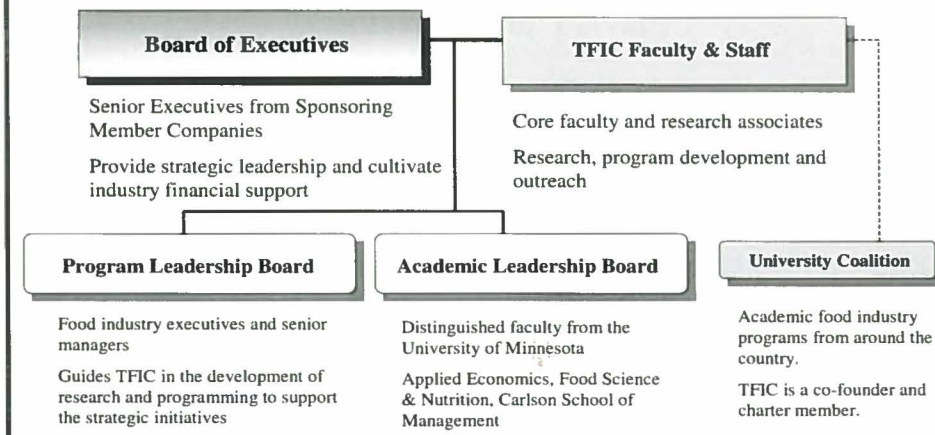 Board of Executives
Senior Executives from Sponsoring
Member Companies
Provide strategic leadership and cultivate
industry financial support
TFIC Faculty & Staff
Core faculty and research associates
Research, program development and
outreach
Program Leadership Board
Food industry executives and senior
managers
Guides TFIC in the development of
research and programming to support
the strategic initiatives
Academic Leadership Board
Distinguished faculty from the
University of Minnesota
Applied Economics, Food Science
& Nutrition, Carlson School of
Management
University Coalition
Academic food industry
programs from around the
country.
TFIC is a co-founder and
charter member.